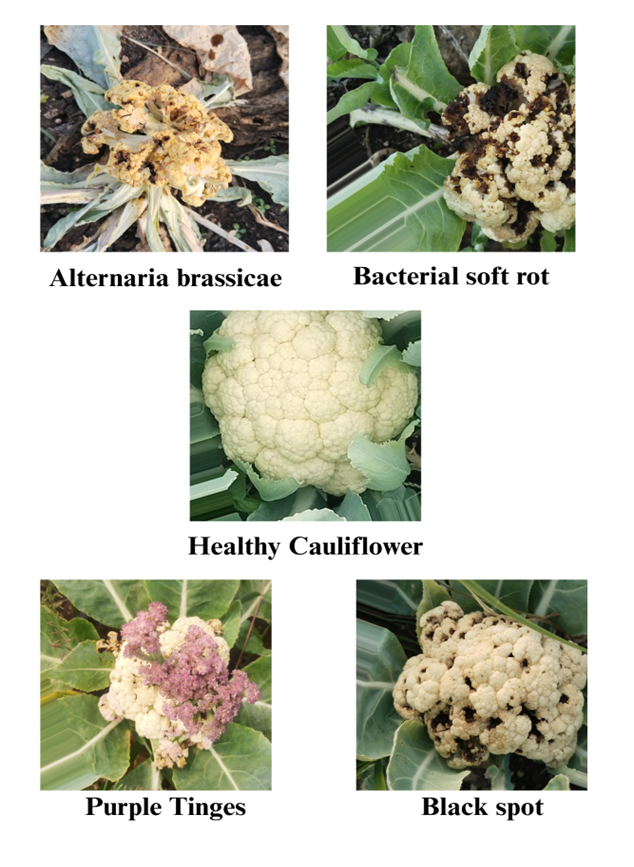 Alternaria brassicae
Bacterial soft rot
Healthy Cauliflower
Purple Tinges
Black spot